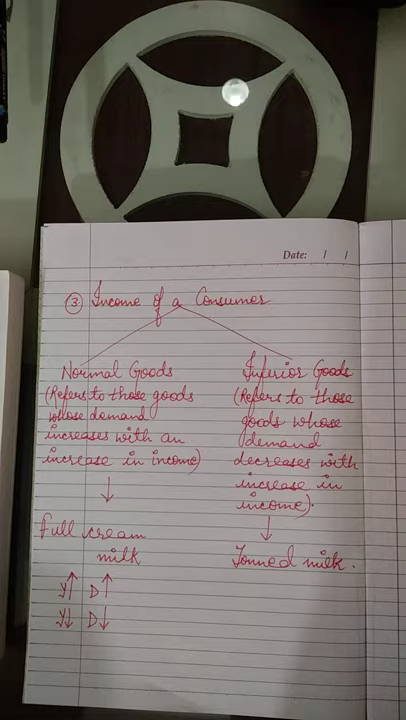 Date: / /
③ Income of a Consumer
Normal Goods
(Refers to those goods
whose demand
increases with an
increase in income)
↓
Full cream
milk
Y↑ D↑
Y↓ D↓
Inferior Goods
(Refers to those
goods whose
demand
decreases with
increase in
income).
↓
Tonned milk.